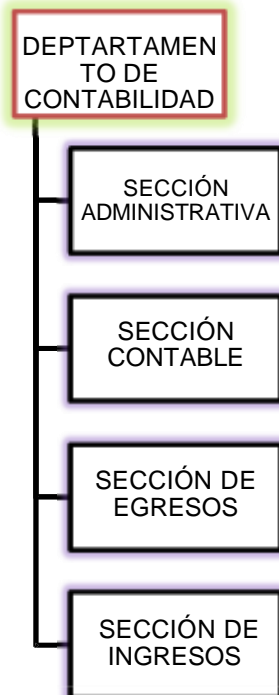 DEPTARTAMEN
TO DE
CONTABILIDAD
SECCIÓN
ADMINISTRATIVA
SECCIÓN
CONTABLE
SECCIÓN DE
EGRESOS
SECCIÓN DE
INGRESOS